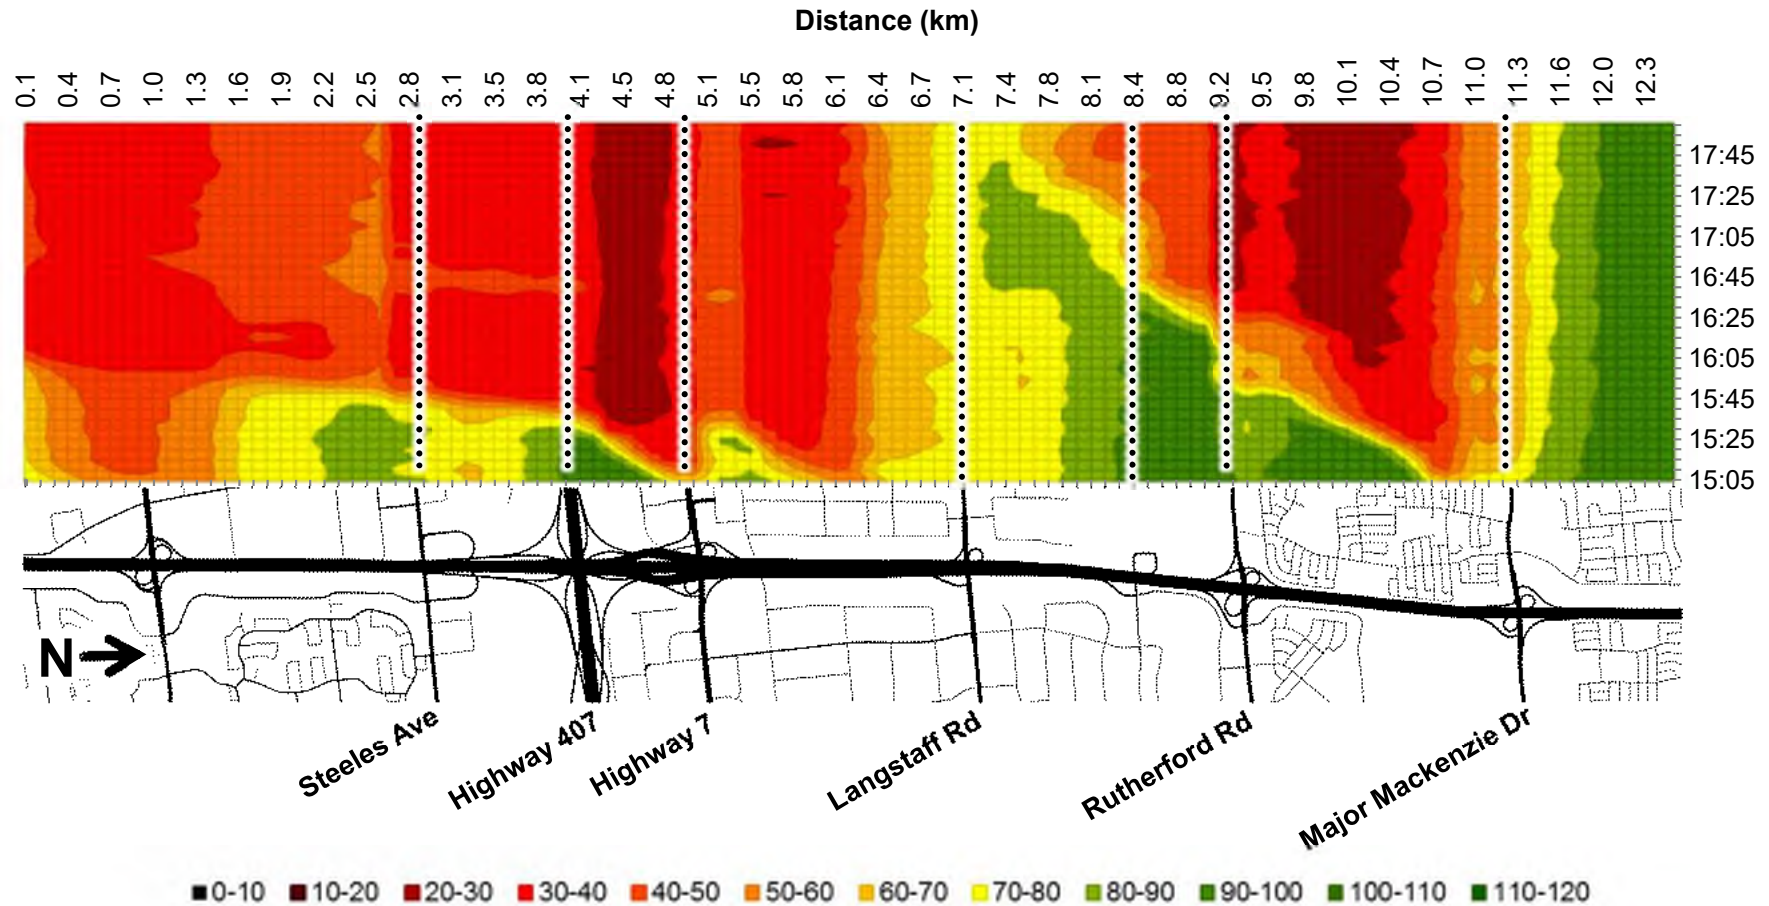 Distance (km)
0.1 0.4 0.7 1.0 1.3 1.6 1.9 2.2 2.5 2.8 3.1 3.5 3.8 4.1 4.5 4.8 5.1 5.5 5.8 6.1 6.4 6.7 7.1 7.4 7.8 8.1 8.4 8.8 9.2 9.5 9.8 10.1 10.4 10.7 11.0 11.3 11.6 12.0 12.3
17:45
17:25
17:05
16:45
16:25
16:05
15:45
15:25
15:05
N
Steeles Ave
Highway 407
Highway 7
Langstaff Rd
Rutherford Rd
Major Mackenzie Dr
0-10 10-20 20-30 30-40 40-50 50-60 60-70 70-80 80-90 90-100 100-110 110-120